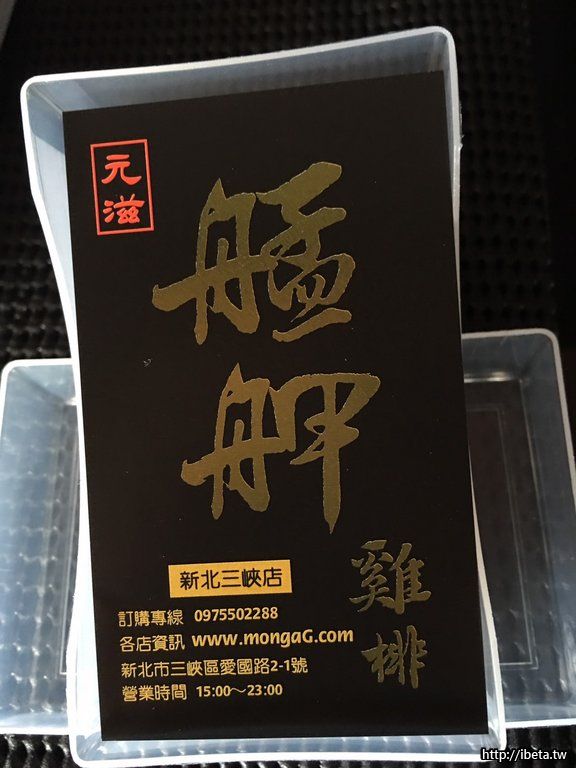 元滋
艋舺
雞排
新北三峽店
訂購專線 0975502288
各店資訊 www.mongaG.com
新北市三峽區愛國路2-1號
營業時間 15:00～23:00
http://ibeta.tw